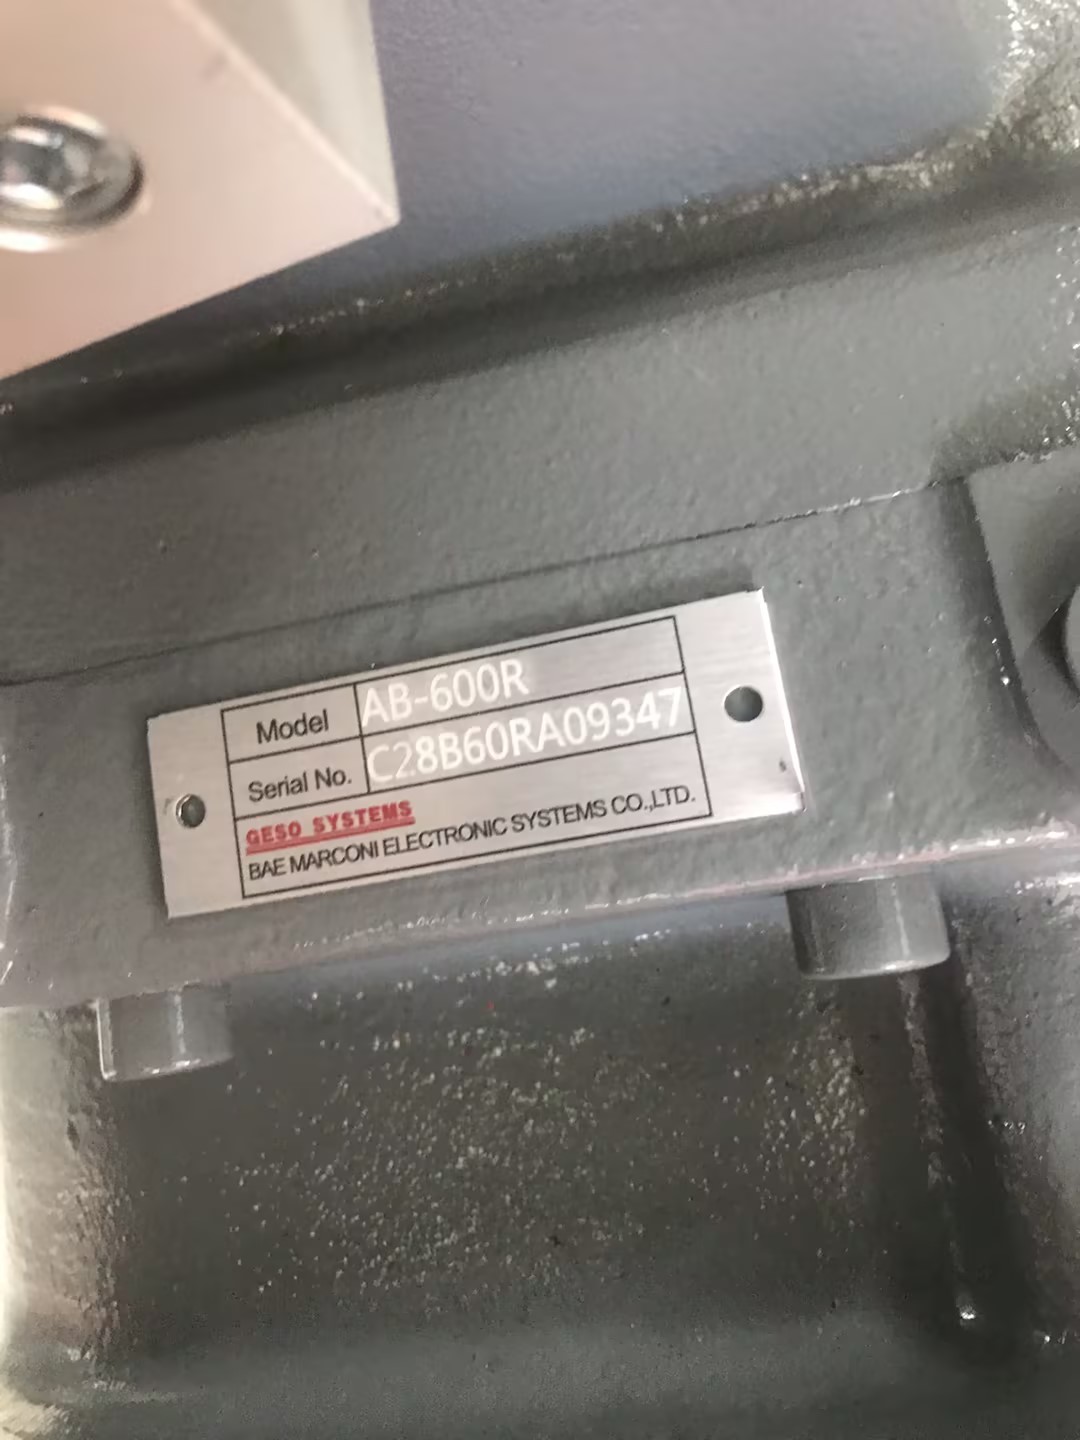 Model AB-600R
Serial No. C28B60RA09347
GESO SYSTEMS
BAE MARCONI ELECTRONIC SYSTEMS CO.,LTD.